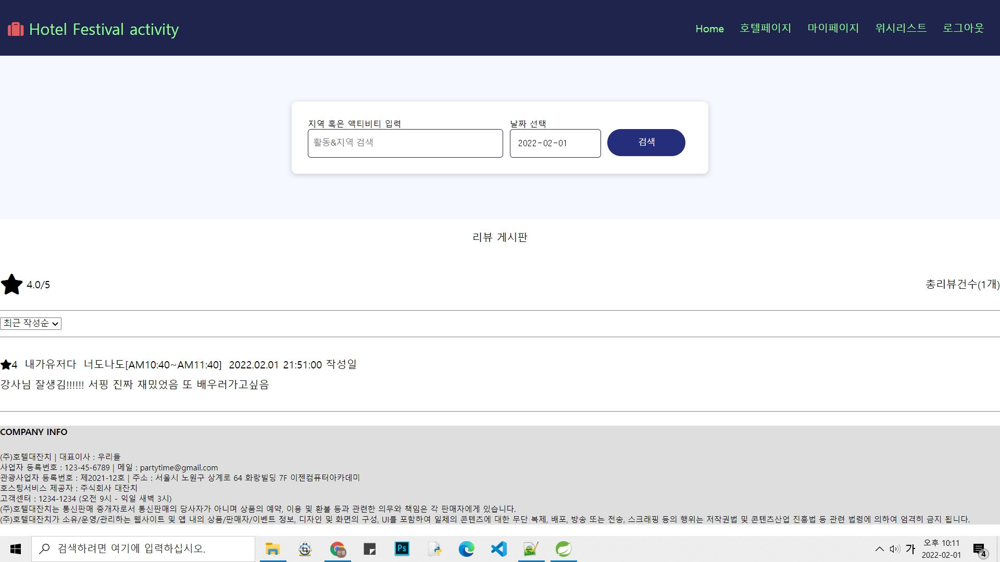 Hotel Festival activity
Home 호텔페이지 마이페이지 위시리스트 로그아웃
지역 혹은 액티비티 입력 날짜 선택
활동&지역 검색 2022-02-01 검색
리뷰 게시판
4.0/5 총리뷰건수(1개)
최근 작성순
4 내가유저다 너도나도[AM10:40~AM11:40] 2022.02.01 21:51:00 작성일
강사님 잘생김!!!!!! 서핑 진짜 재밌었음 또 배우러가고싶음
COMPANY INFO
(주)호텔대잔치 | 대표이사 : 우리들
사업자 등록번호 : 123-45-6789 | 메일 : partytime@gmail.com
관광사업자 등록번호 : 제2021-12호 | 주소 : 서울시 노원구 상계로 64 화랑빌딩 7F 이젠컴퓨터아카데미
호스팅서비스 제공자 : 주식회사 대잔치
고객센터 : 1234-1234 (오전 9시 - 익일 새벽 3시)
(주)호텔대잔치는 통신판매 중개자로서 통신판매의 당사자가 아니며 상품의 예약, 이용 및 환불 등과 관련한 의무와 책임은 각 판매자에게 있습니다.
(주)호텔대잔치가 소유/운영/관리하는 웹사이트 및 앱 내의 상품/판매자/이벤트 정보, 디자인 및 화면의 구성, UI를 포함하여 일체의 콘텐츠에 대한 무단 복제, 배포, 방송 또는 전송, 스크래핑 등의 행위는 저작권법 및 콘텐츠산업 진흥법 등 관련 법령에 의하여 엄격히 금지 됩니다.
검색하려면 여기에 입력하십시오.
은별
Ps
가
오후 10:11
2022-02-01
4